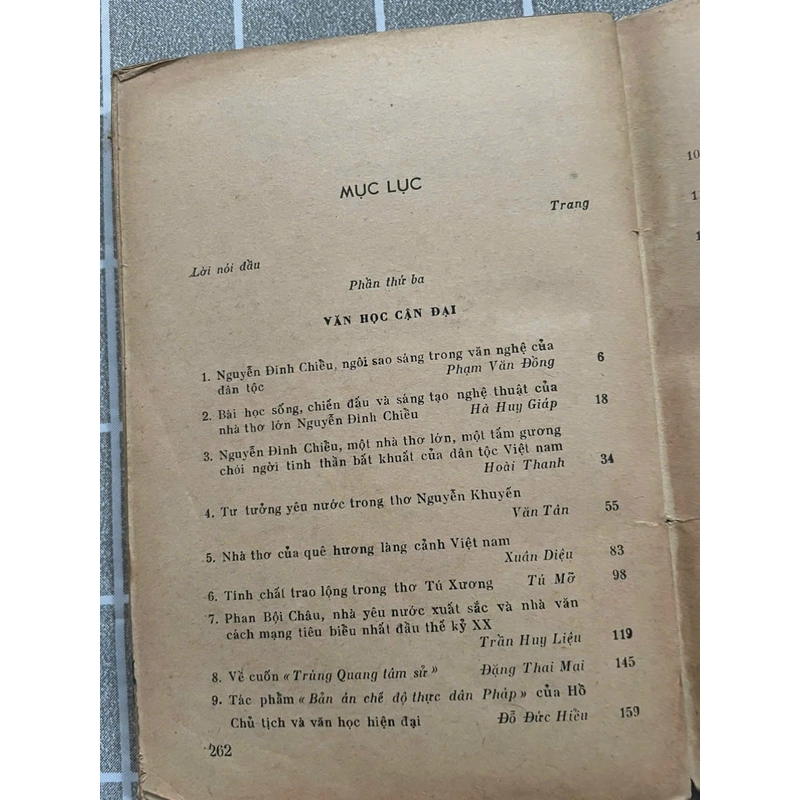 MỤC LỤC
Trang
Lời nói đầu
Phần thứ ba
VĂN HỌC CẬN ĐẠI
1. Nguyễn Đình Chiểu, ngôi sao sáng trong văn nghệ của
dân tộc Phạm Văn Đồng 6
2. Bài học sống, chiến đấu và sáng tạo nghệ thuật của
nhà thơ lớn Nguyễn Đình Chiều Hà Huy Giáp 18
3. Nguyễn Đình Chiều, một nhà thơ lớn, một tấm gương
chói ngời tinh thần bất khuất của dân tộc Việt nam
Hoài Thanh 34
4. Tư tưởng yêu nước trong thơ Nguyễn Khuyến
Văn Tân 55
5. Nhà thơ của quê hương làng cảnh Việt nam
Xuân Diệu 83
6. Tính chất trào lộng trong thơ Tú Xương Tú Mỡ 98
7. Phan Bội Châu, nhà yêu nước xuất sắc và nhà văn
cách mạng tiêu biểu nhất đầu thế kỷ XX
Trần Huy Liệu 119
8. Về cuốn «Trùng Quang tâm sử» Đặng Thai Mai 145
9. Tác phẩm «Bản án chế độ thực dân Pháp» của Hồ
Chủ tịch và văn học hiện đại Đỗ Đức Hiều 159
262
10
1
1